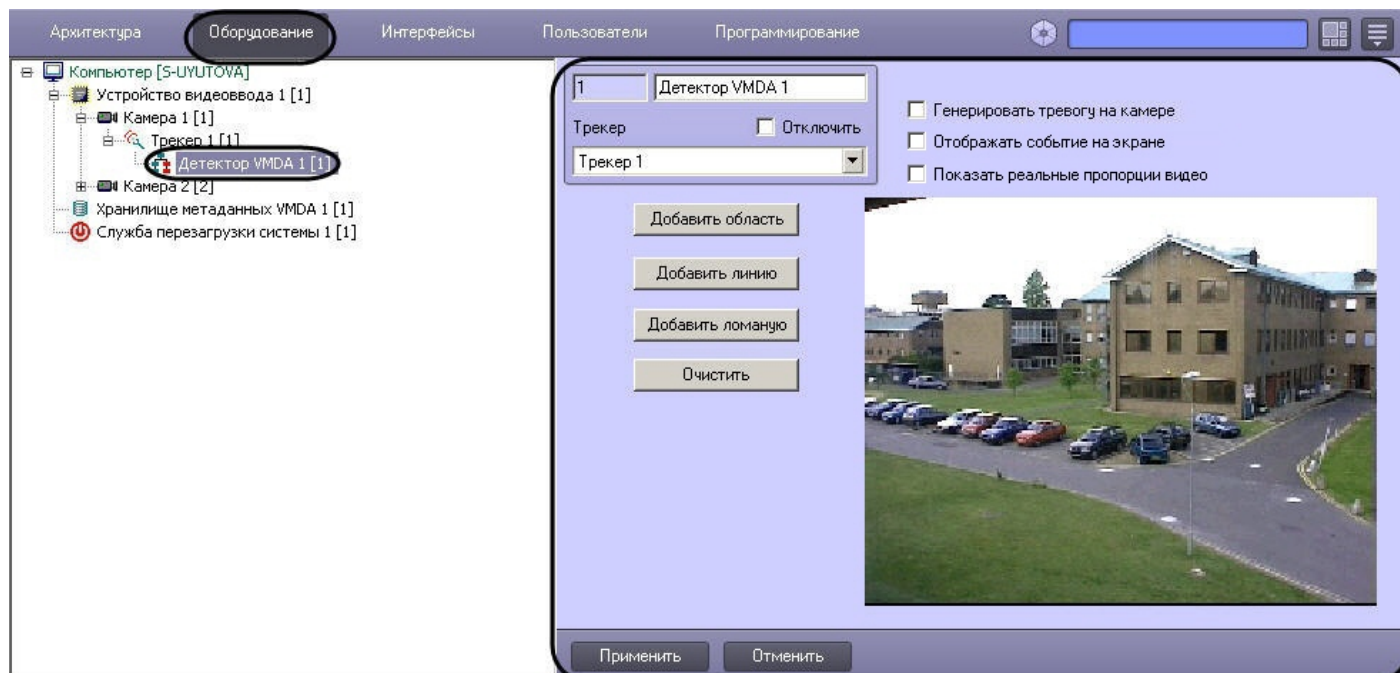 Архитектура Оборудование Интерфейсы Пользователи Программирование
Компьютер [S-UYUTOVA]
Устройство видеоввода 1 [1]
Камера 1 [1]
Трекер 1 [1]
Детектор VMDA 1 [1]
Камера 2 [2]
Хранилище метаданных VMDA 1 [1]
Служба перезагрузки системы 1 [1]
1 Детектор VMDA 1
Трекер Отключить
Трекер 1
Генерировать тревогу на камере
Отображать событие на экране
Показать реальные пропорции видео
Добавить область
Добавить линию
Добавить ломаную
Очистить
Применить Отменить